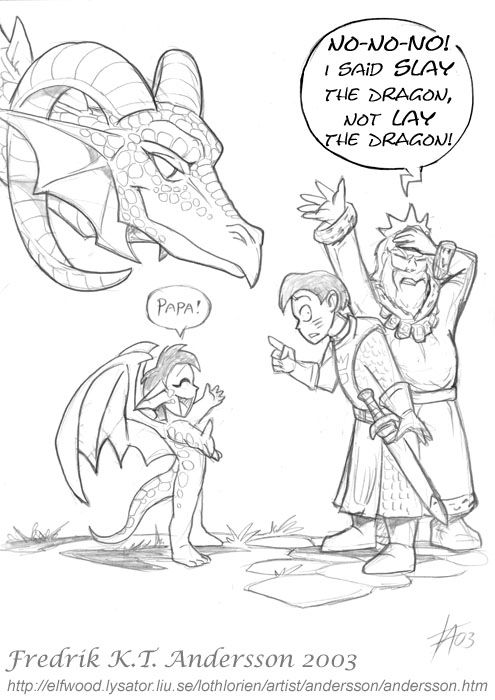 NO-NO-NO!
I SAID SLAY
THE DRAGON,
NOT LAY
THE DRAGON!
PAPA!
03
Fredrik K.T. Andersson 2003
http://elfwood.lysator.liu.se/lothlorien/artist/andersson/andersson.htm